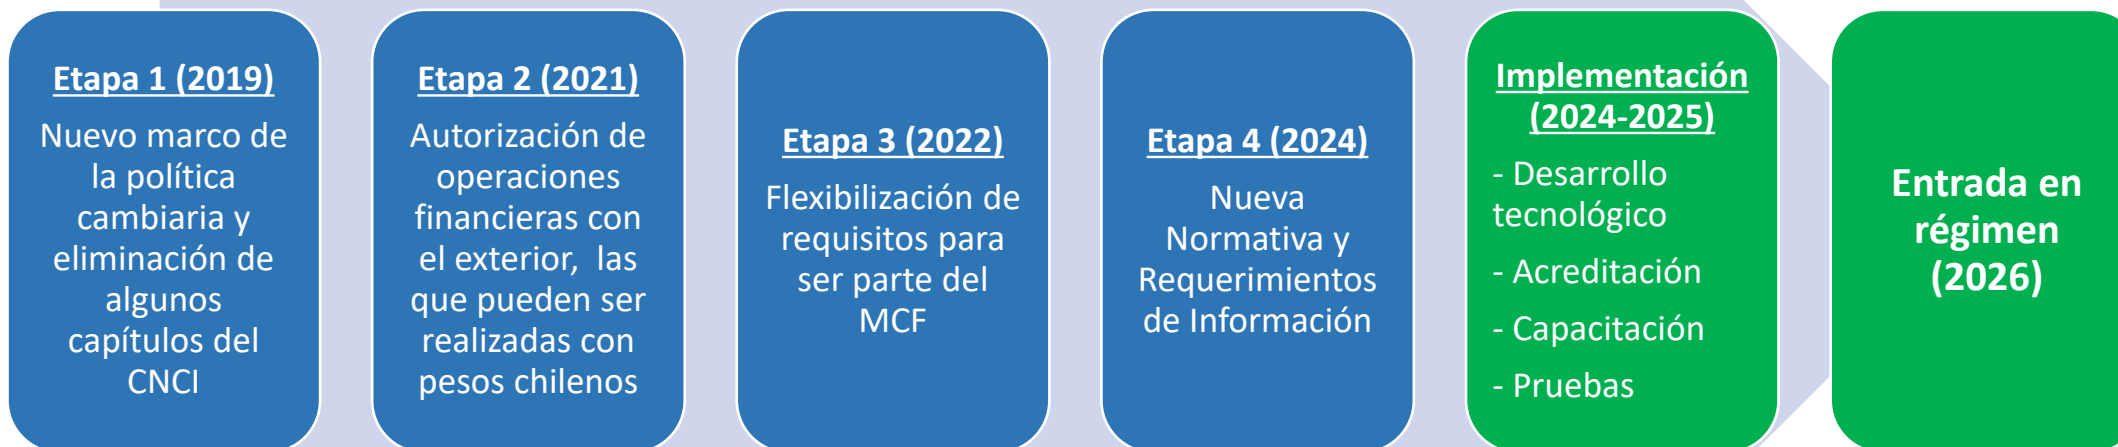 Etapa 1 (2019)
Nuevo marco de
la política
cambiaria y
eliminación de
algunos
capítulos del
CNCI
Etapa 2 (2021)
Autorización de
operaciones
financieras con
el exterior, las
que pueden ser
realizadas con
pesos chilenos
Etapa 3 (2022)
Flexibilización de
requisitos para
ser parte del
MCF
Etapa 4 (2024)
Nueva
Normativa y
Requerimientos
de Información
Implementación
(2024-2025)
- Desarrollo
tecnológico
- Acreditación
- Capacitación
- Pruebas
Entrada en
régimen
(2026)